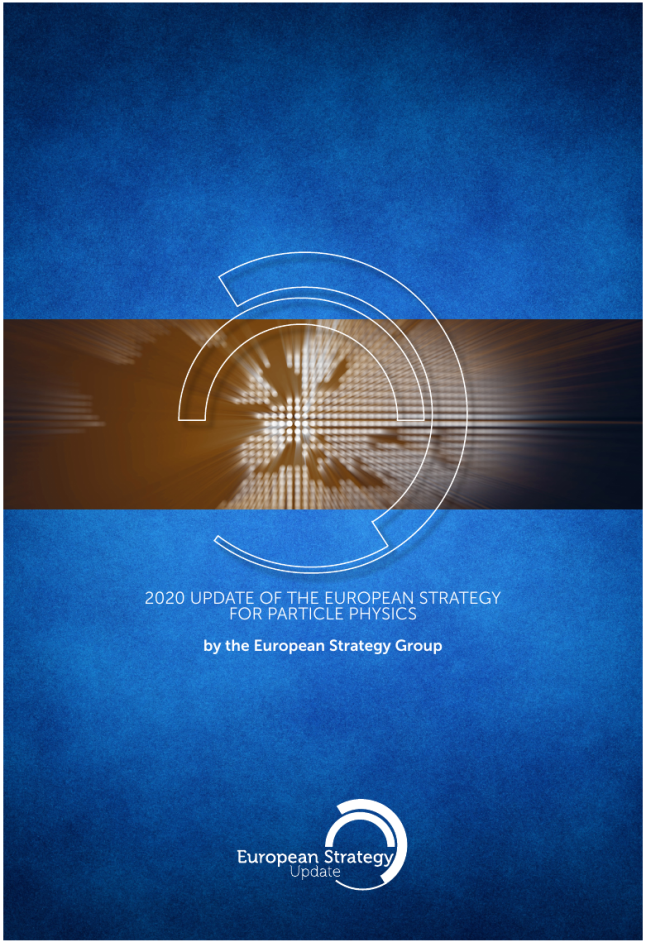 2020 UPDATE OF THE EUROPEAN STRATEGY
FOR PARTICLE PHYSICS
by the European Strategy Group
European Strategy
Update